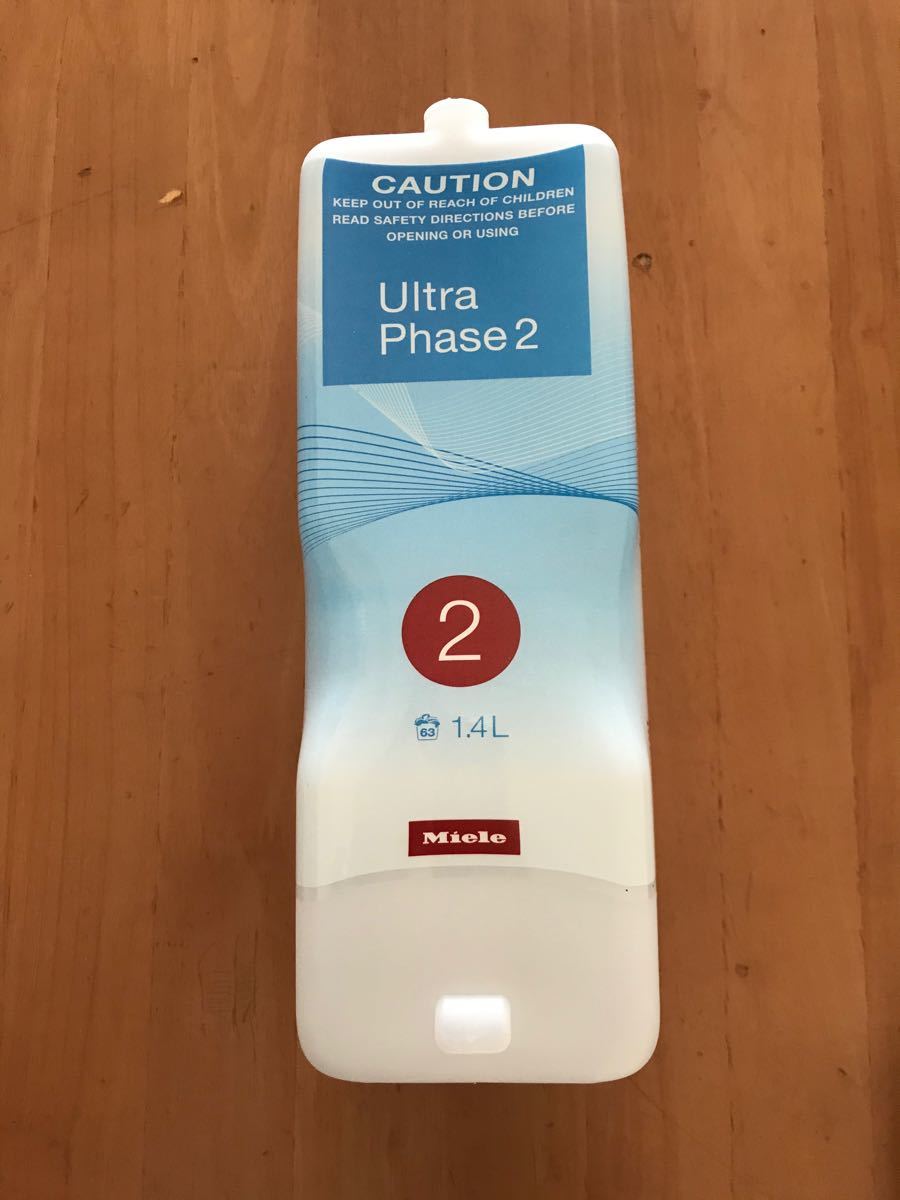 CAUTION
KEEP OUT OF REACH OF CHILDREN
READ SAFETY DIRECTIONS BEFORE
OPENING OR USING
Ultra
Phase 2
2
63 1.4 L
Miele